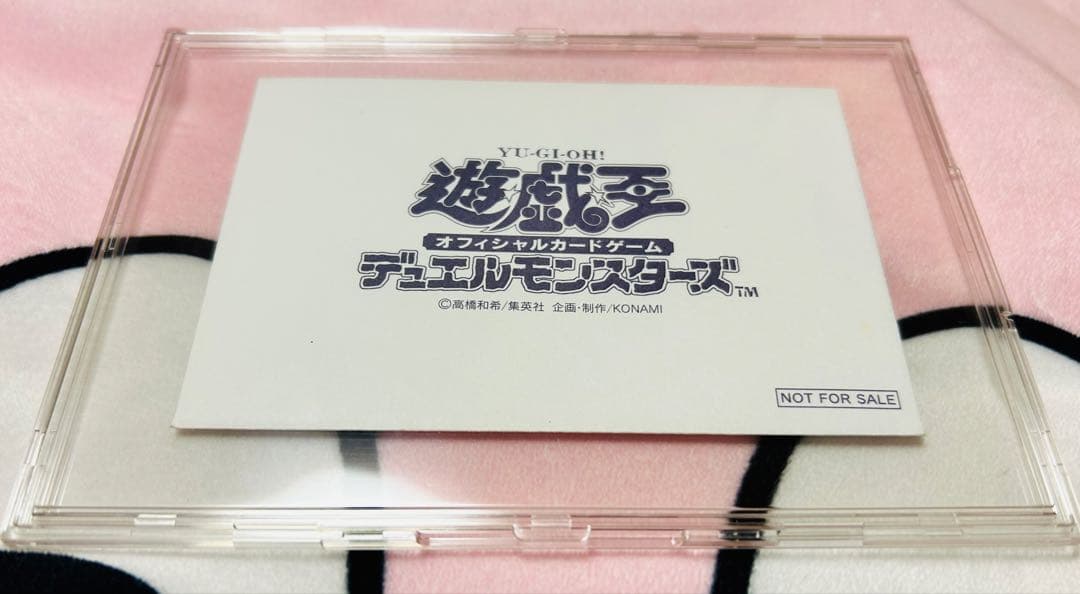 YU-GI-OH!
遊戯王
オフィシャルカードゲーム
デュエルモンスターズ™
©高橋和希/集英社 企画・制作/KONAMI
NOT FOR SALE